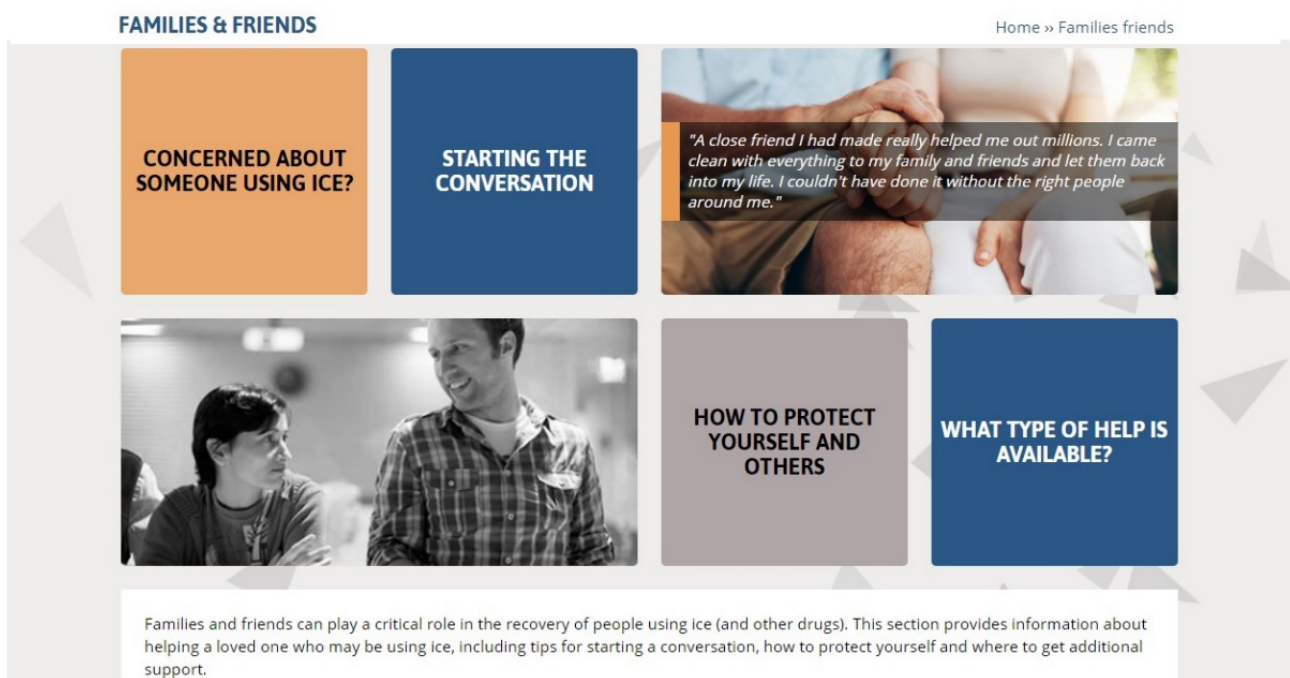 FAMILIES & FRIENDS
Home ›› Families friends
CONCERNED ABOUT
SOMEONE USING ICE?
STARTING THE
CONVERSATION
"A close friend I had made really helped me out millions. I came
clean with everything to my family and friends and let them back
into my life. I couldn't have done it without the right people
around me."
HOW TO PROTECT
YOURSELF AND
OTHERS
WHAT TYPE OF HELP IS
AVAILABLE?
Families and friends can play a critical role in the recovery of people using ice (and other drugs). This section provides information about
helping a loved one who may be using ice, including tips for starting a conversation, how to protect yourself and where to get additional
support.